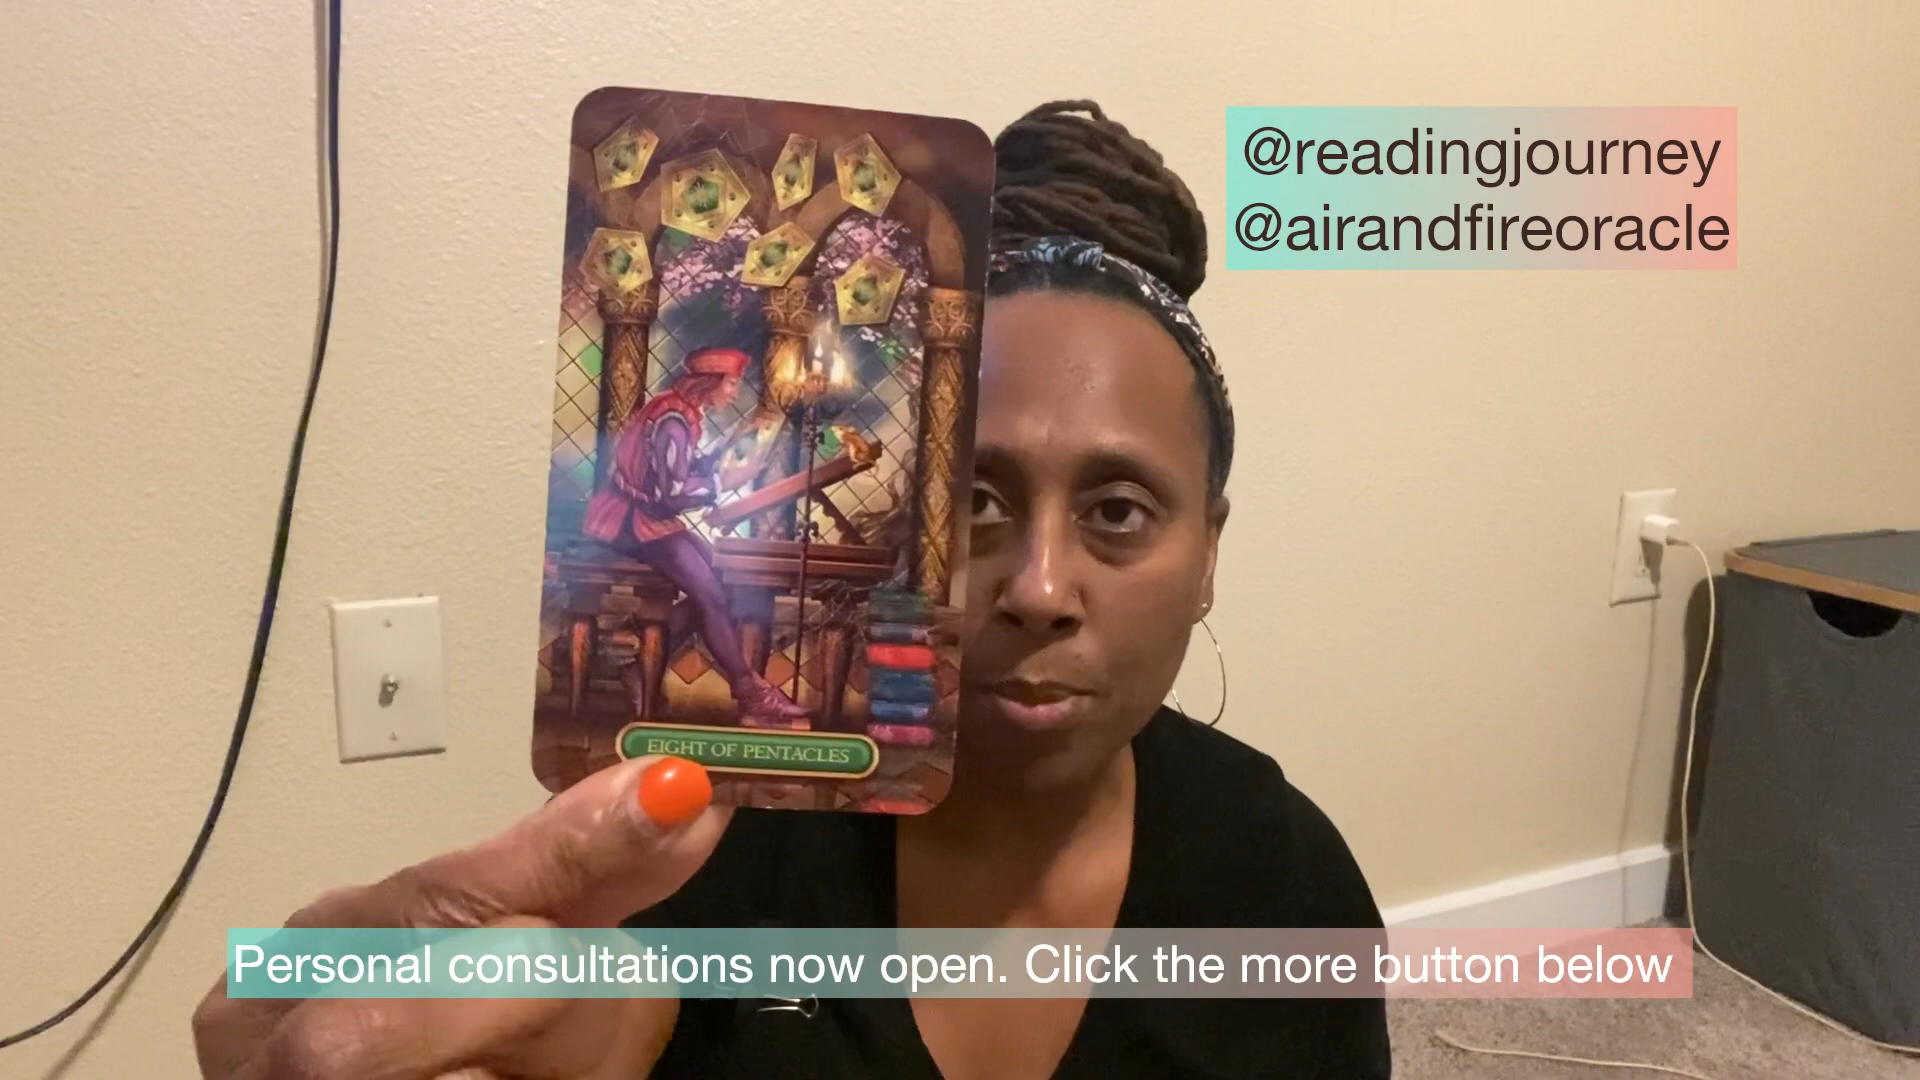 @readingjourney
@airandfireoracle
EIGHT OF PENTACLES
Personal consultations now open. Click the more button below